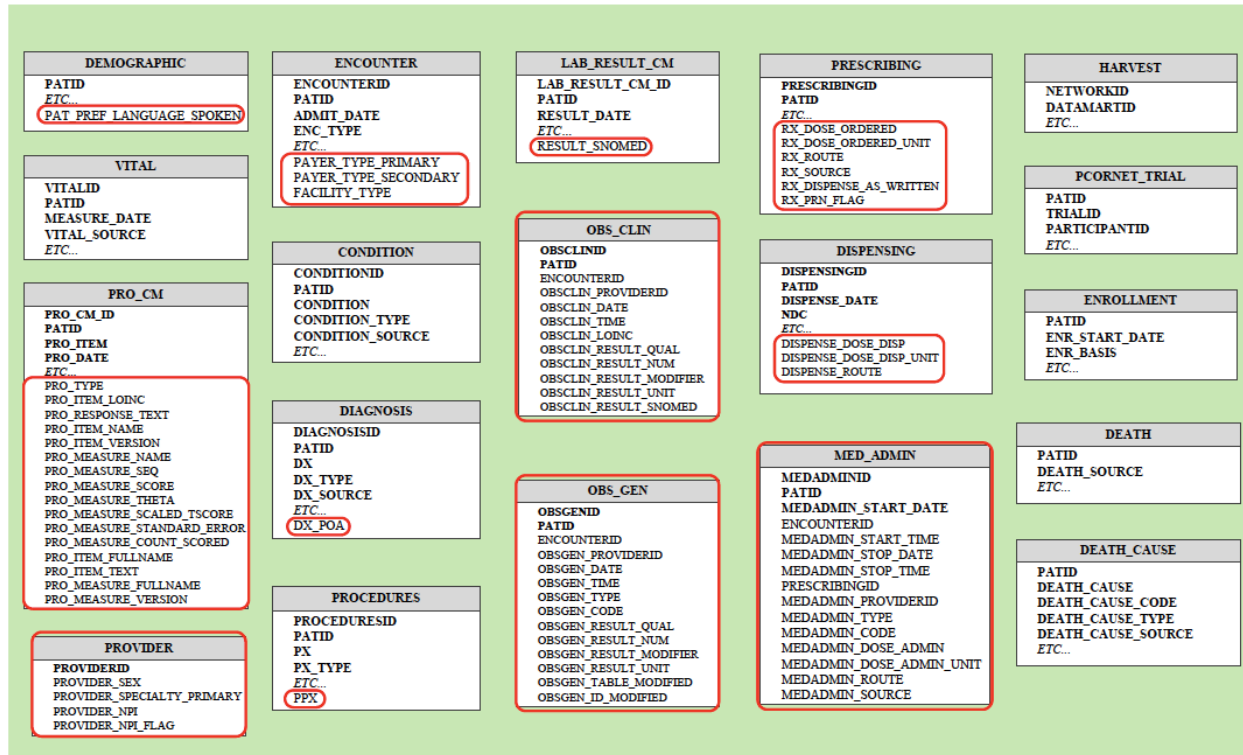 DEMOGRAPHIC
PATID
ETC...
PAT_PREF_LANGUAGE_SPOKEN
VITAL
VITALID
PATID
MEASURE_DATE
VITAL_SOURCE
ETC...
PRO_CM
PRO_CM_ID
PATID
PRO_ITEM
PRO_DATE
ETC...
PRO_TYPE
PRO_ITEM_LOINC
PRO_RESPONSE_TEXT
PRO_ITEM_NAME
PRO_ITEM_VERSION
PRO_MEASURE_NAME
PRO_MEASURE_SEQ
PRO_MEASURE_SCORE
PRO_MEASURE_THETA
PRO_MEASURE_SCALED_TSCORE
PRO_MEASURE_STANDARD_ERROR
PRO_MEASURE_COUNT_SCORED
PRO_ITEM_FULLNAME
PRO_ITEM_TEXT
PRO_MEASURE_FULLNAME
PRO_MEASURE_VERSION
PROVIDER
PROVIDERID
PROVIDER_SEX
PROVIDER_SPECIALTY_PRIMARY
PROVIDER_NPI
PROVIDER_NPI_FLAG
ENCOUNTER
ENCOUNTERID
PATID
ADMIT_DATE
ENC_TYPE
ETC...
PAYER_TYPE_PRIMARY
PAYER_TYPE_SECONDARY
FACILITY_TYPE
CONDITION
CONDITIONID
PATID
CONDITION
CONDITION_TYPE
CONDITION_SOURCE
ETC...
DIAGNOSIS
DIAGNOSISID
PATID
DX
DX_TYPE
DX_SOURCE
ETC...
DX_POA
PROCEDURES
PROCEDURESID
PATID
PX
PX_TYPE
ETC...
PPX
LAB_RESULT_CM
LAB_RESULT_CM_ID
PATID
RESULT_DATE
ETC...
RESULT_SNOMED
OBS_CLIN
OBSCLINID
PATID
ENCOUNTERID
OBSCLIN_PROVIDERID
OBSCLIN_DATE
OBSCLIN_TIME
OBSCLIN_LOINC
OBSCLIN_RESULT_QUAL
OBSCLIN_RESULT_NUM
OBSCLIN_RESULT_MODIFIER
OBSCLIN_RESULT_UNIT
OBSCLIN_RESULT_SNOMED
OBS_GEN
OBSGENID
PATID
ENCOUNTERID
OBSGEN_PROVIDERID
OBSGEN_DATE
OBSGEN_TIME
OBSGEN_TYPE
OBSGEN_CODE
OBSGEN_RESULT_QUAL
OBSGEN_RESULT_NUM
OBSGEN_RESULT_MODIFIER
OBSGEN_RESULT_UNIT
OBSGEN_TABLE_MODIFIED
OBSGEN_ID_MODIFIED
PRESCRIBING
PRESCRIBINGID
PATID
ETC...
RX_DOSE_ORDERED
RX_DOSE_ORDERED_UNIT
RX_ROUTE
RX_SOURCE
RX_DISPENSE_AS_WRITTEN
RX_PRN_FLAG
DISPENSING
DISPENSINGID
PATID
DISPENSE_DATE
NDC
ETC...
DISPENSE_DOSE_DISP
DISPENSE_DOSE_DISP_UNIT
DISPENSE_ROUTE
MED_ADMIN
MEDADMINID
PATID
MEDADMIN_START_DATE
ENCOUNTERID
MEDADMIN_START_TIME
MEDADMIN_STOP_DATE
MEDADMIN_STOP_TIME
PRESCRIBINGID
MEDADMIN_PROVIDERID
MEDADMIN_TYPE
MEDADMIN_CODE
MEDADMIN_DOSE_ADMIN
MEDADMIN_DOSE_ADMIN_UNIT
MEDADMIN_ROUTE
MEDADMIN_SOURCE
HARVEST
NETWORKID
DATAMARTID
ETC...
PCORNET_TRIAL
PATID
TRIALID
PARTICIPANTID
ETC...
ENROLLMENT
PATID
ENR_START_DATE
ENR_BASIS
ETC...
DEATH
PATID
DEATH_SOURCE
ETC...
DEATH_CAUSE
PATID
DEATH_CAUSE
DEATH_CAUSE_CODE
DEATH_CAUSE_TYPE
DEATH_CAUSE_SOURCE
ETC...